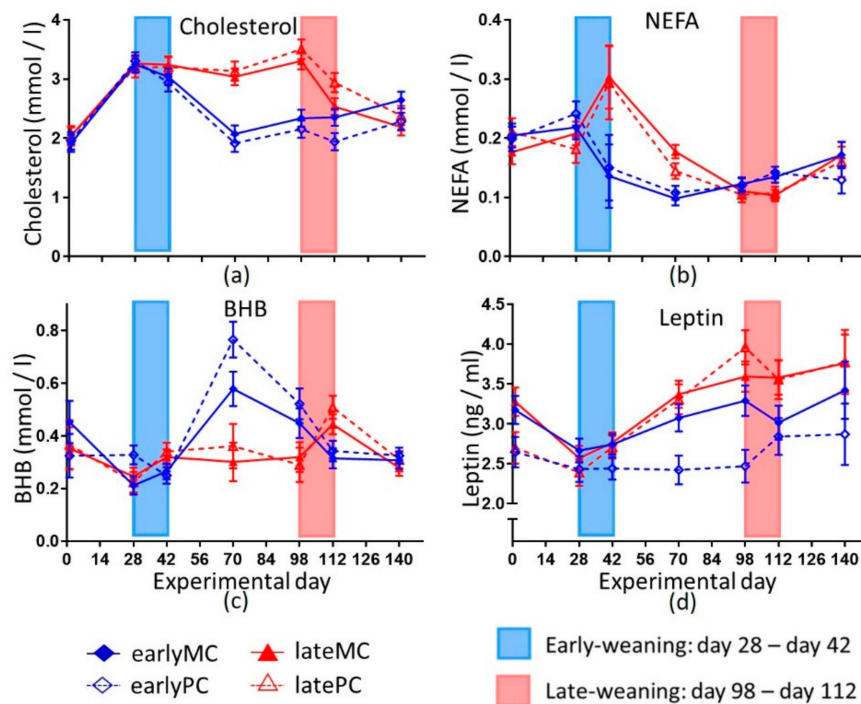 Cholesterol
Cholesterol (mmol / l)
4
3
2
1
0
(a)
NEFA
NEFA (mmol / l)
0.4
0.3
0.2
0.1
0.0
(b)
BHB
BHB (mmol / l)
0.8
0.6
0.4
0.2
0.0
0 14 28 42 56 70 84 98 112 126 140
Experimental day
(c)
Leptin
Leptin (ng / ml)
4.5
4.0
3.5
3.0
2.5
2.0
0 14 28 42 56 70 84 98 112 126 140
Experimental day
(d)
earlyMC
lateMC
earlyPC
latePC
Early-weaning: day 28 – day 42
Late-weaning: day 98 – day 112